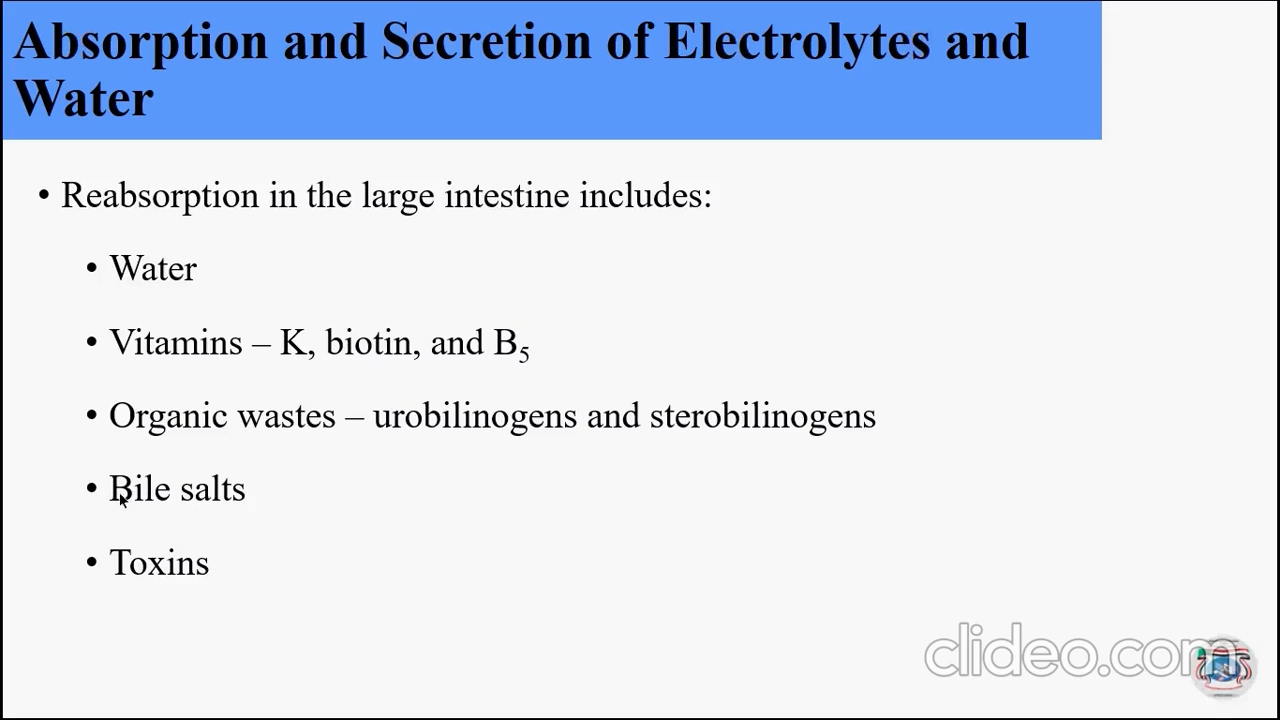 Absorption and Secretion of Electrolytes and
Water
• Reabsorption in the large intestine includes:
• Water
• Vitamins – K, biotin, and B₅
• Organic wastes – urobilinogens and sterobilinogens
• Bile salts
• Toxins
clideo.com